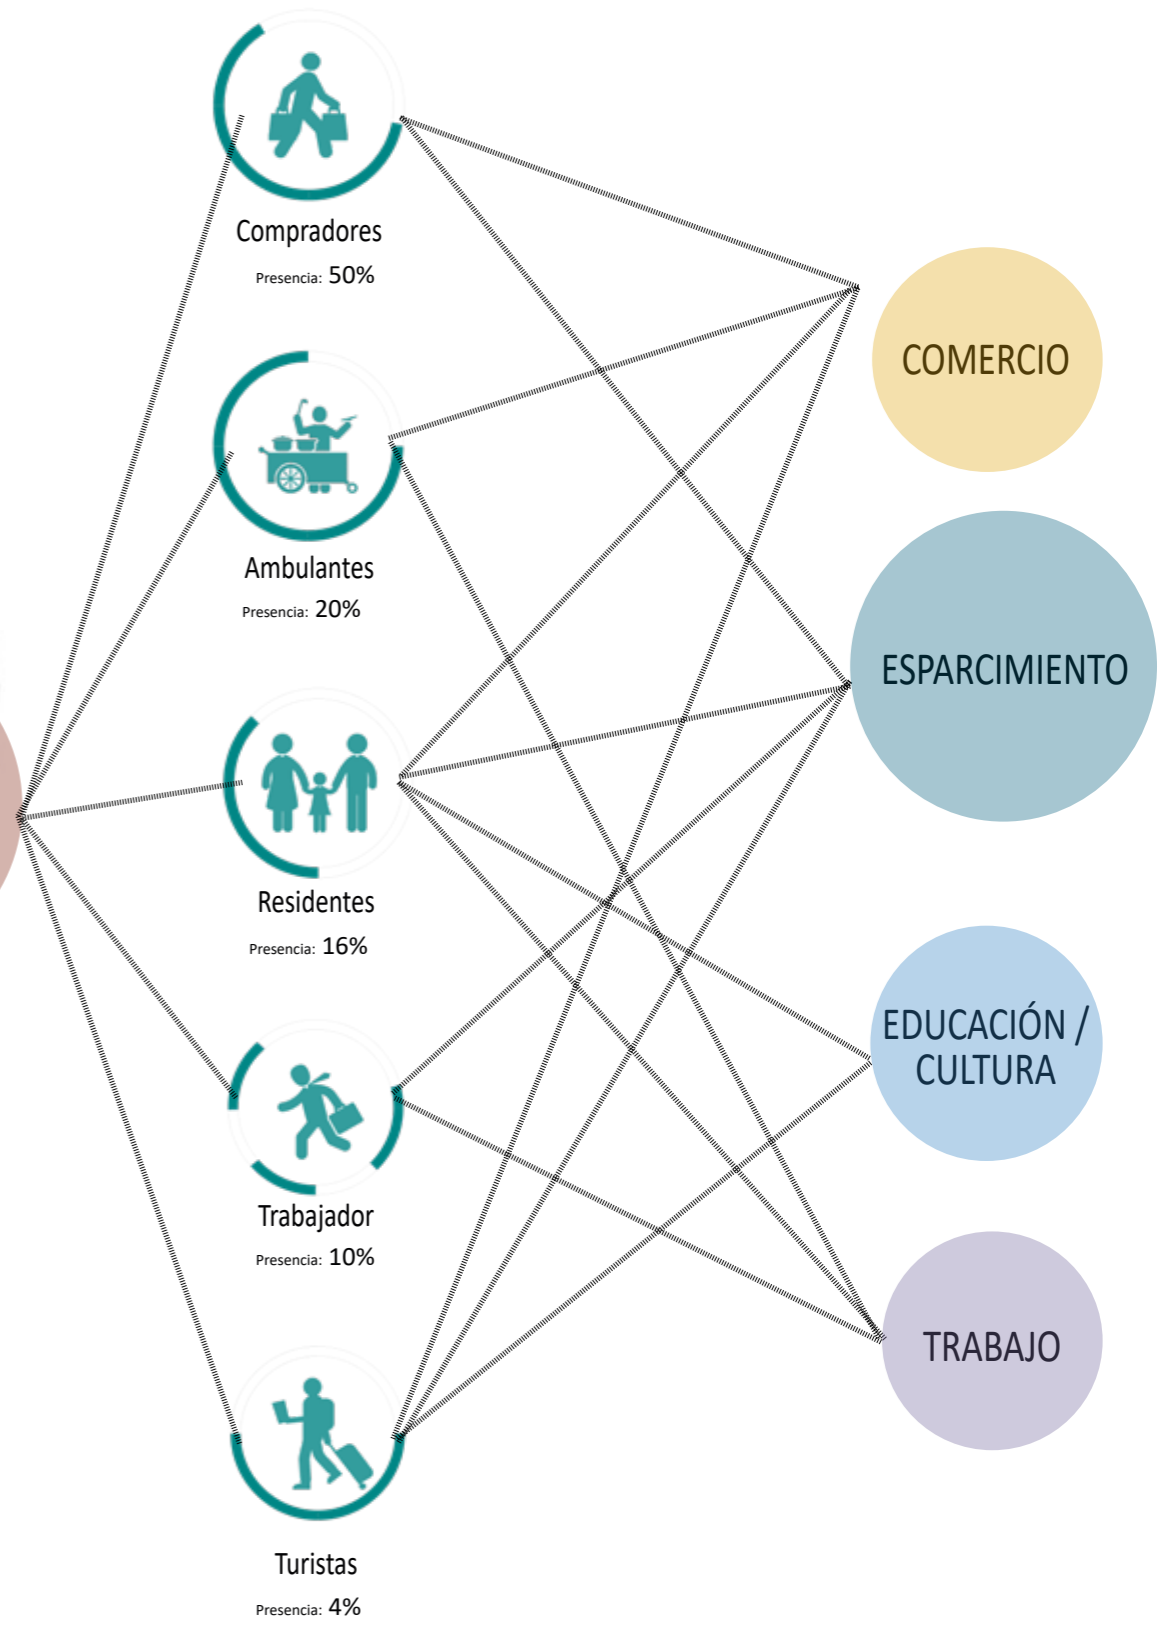 Compradores
Presencia: 50%
Ambulantes
Presencia: 20%
Residentes
Presencia: 16%
Trabajador
Presencia: 10%
Turistas
Presencia: 4%
COMERCIO
ESPARCIMIENTO
EDUCACIÓN /
CULTURA
TRABAJO